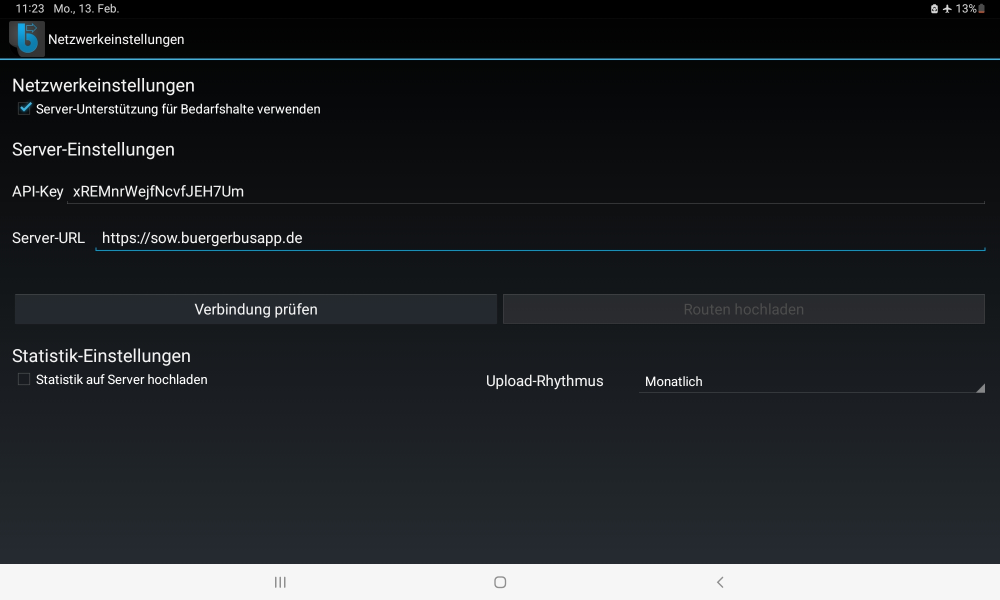 11:23 Mo., 13. Feb. 13%
Netzwerkeinstellungen
Netzwerkeinstellungen
Server-Unterstützung für Bedarfshalte verwenden
Server-Einstellungen
API-Key xREMnrWejfNcvfJEH7Um
Server-URL https://sow.buergerbusapp.de
Verbindung prüfen Routen hochladen
Statistik-Einstellungen
Statistik auf Server hochladen Upload-Rhythmus Monatlich